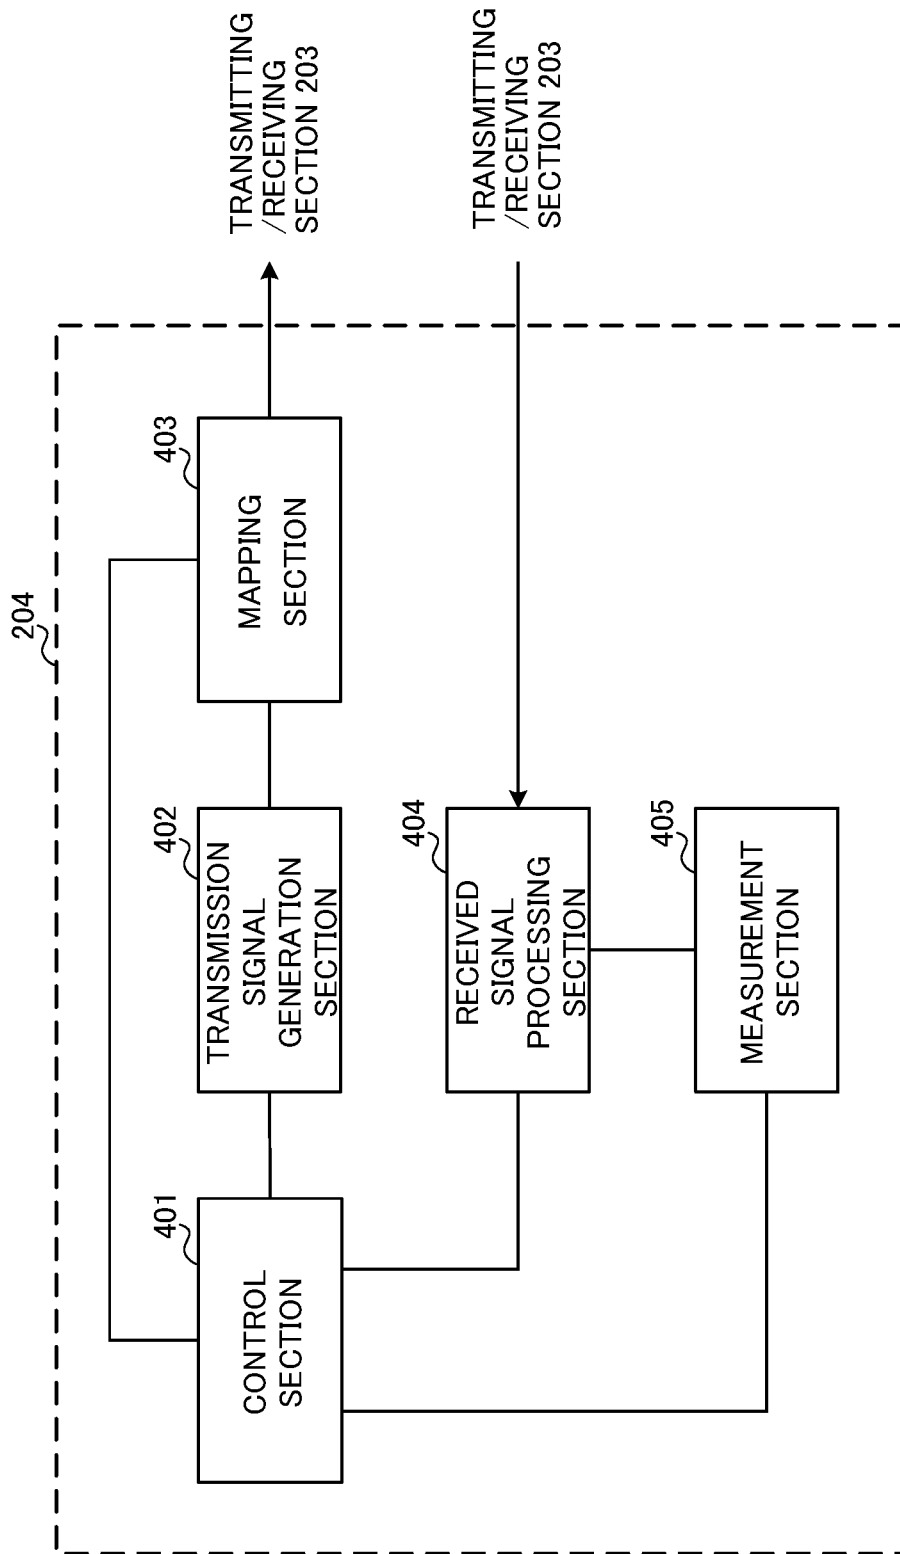 204
401
CONTROL
SECTION
402
TRANSMISSION
SIGNAL
GENERATION
SECTION
403
MAPPING
SECTION
TRANSMITTING
/RECEIVING
SECTION 203
404
RECEIVED
SIGNAL
PROCESSING
SECTION
TRANSMITTING
/RECEIVING
SECTION 203
405
MEASUREMENT
SECTION